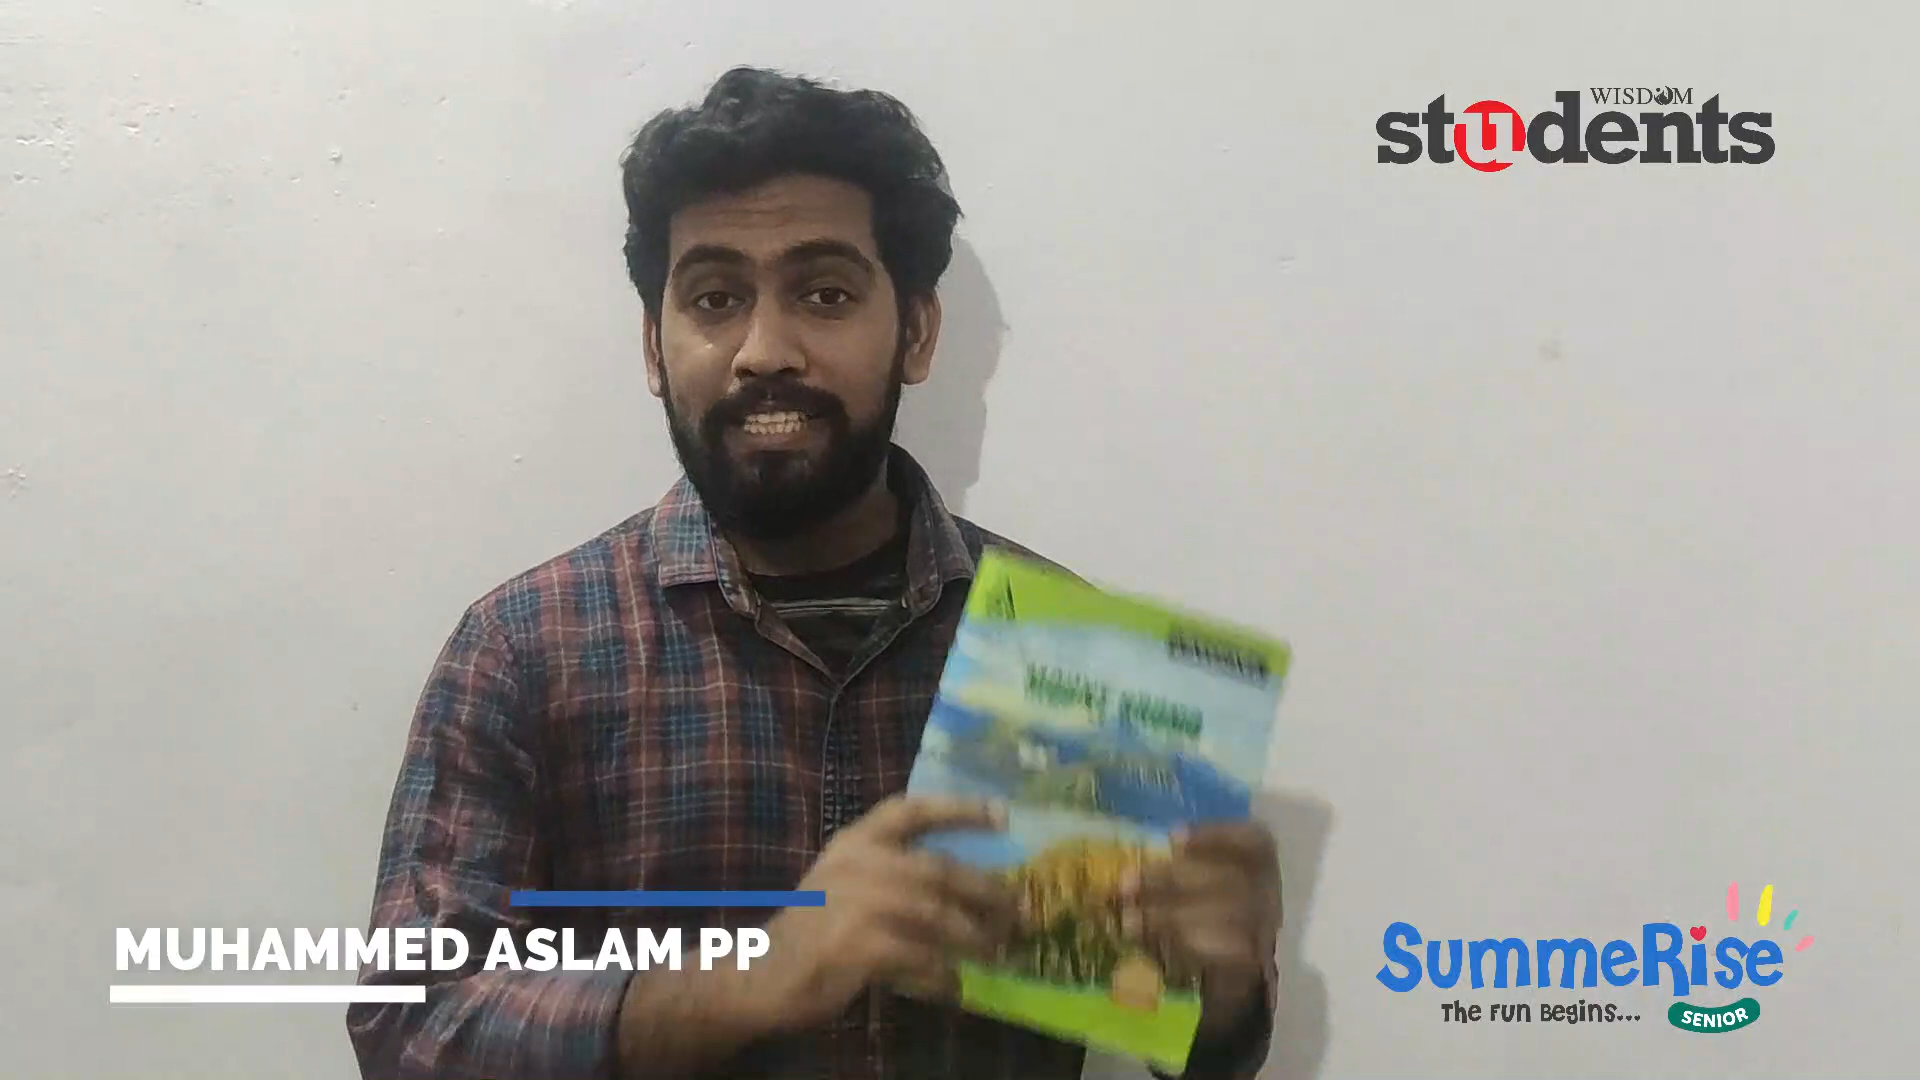 WISDOM
students
MUHAMMED ASLAM PP
SummeRise
The Fun Begins...
SENIOR